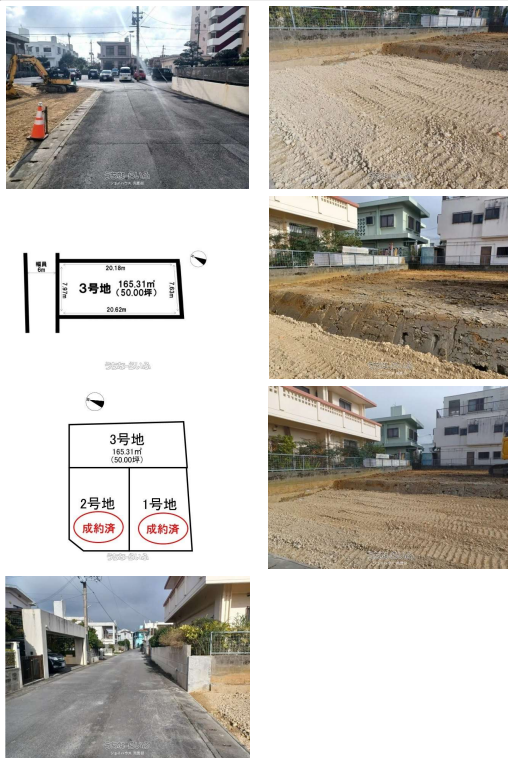 幅員
6m
20.18m
7.97m
3号地
165.31㎡
(50.00坪)
7.63m
20.62m
3号地
165.31㎡
(50.00坪)
2号地
1号地
成約済
成約済